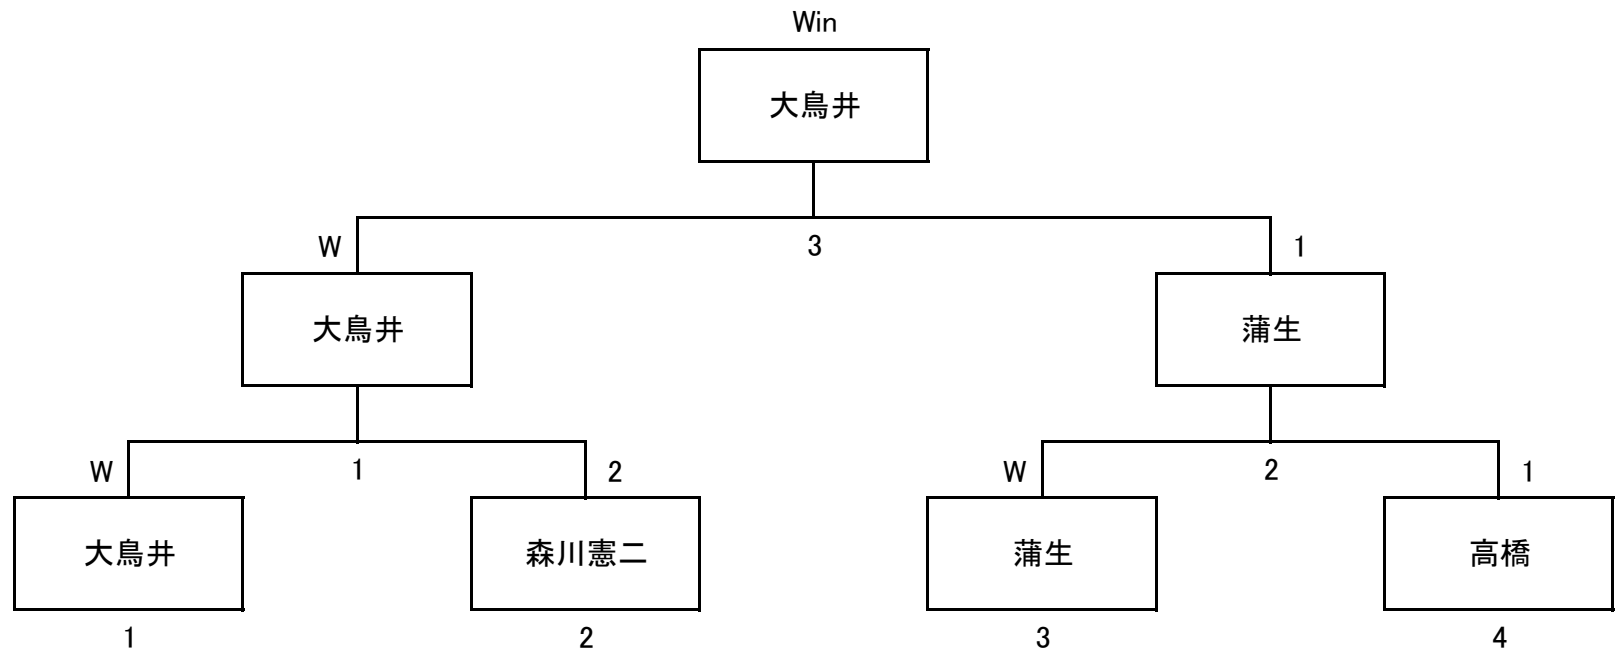 Win
大鳥井
W 3 1
大鳥井 蒲生
W 1 2 W 2 1
大鳥井 森川憲二 蒲生 高橋
1 2 3 4